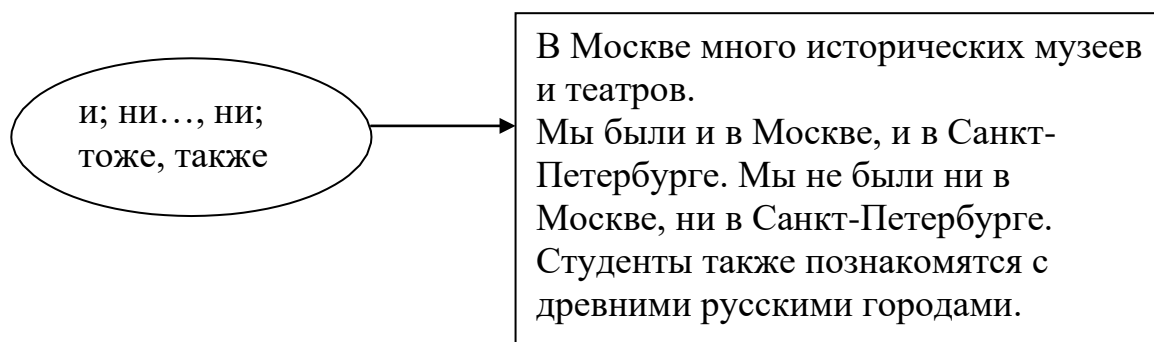 и; ни…, ни;
тоже, также
В Москве много исторических музеев
и театров.
Мы были и в Москве, и в Санкт-
Петербурге. Мы не были ни в
Москве, ни в Санкт-Петербурге.
Студенты также познакомятся с
древними русскими городами.